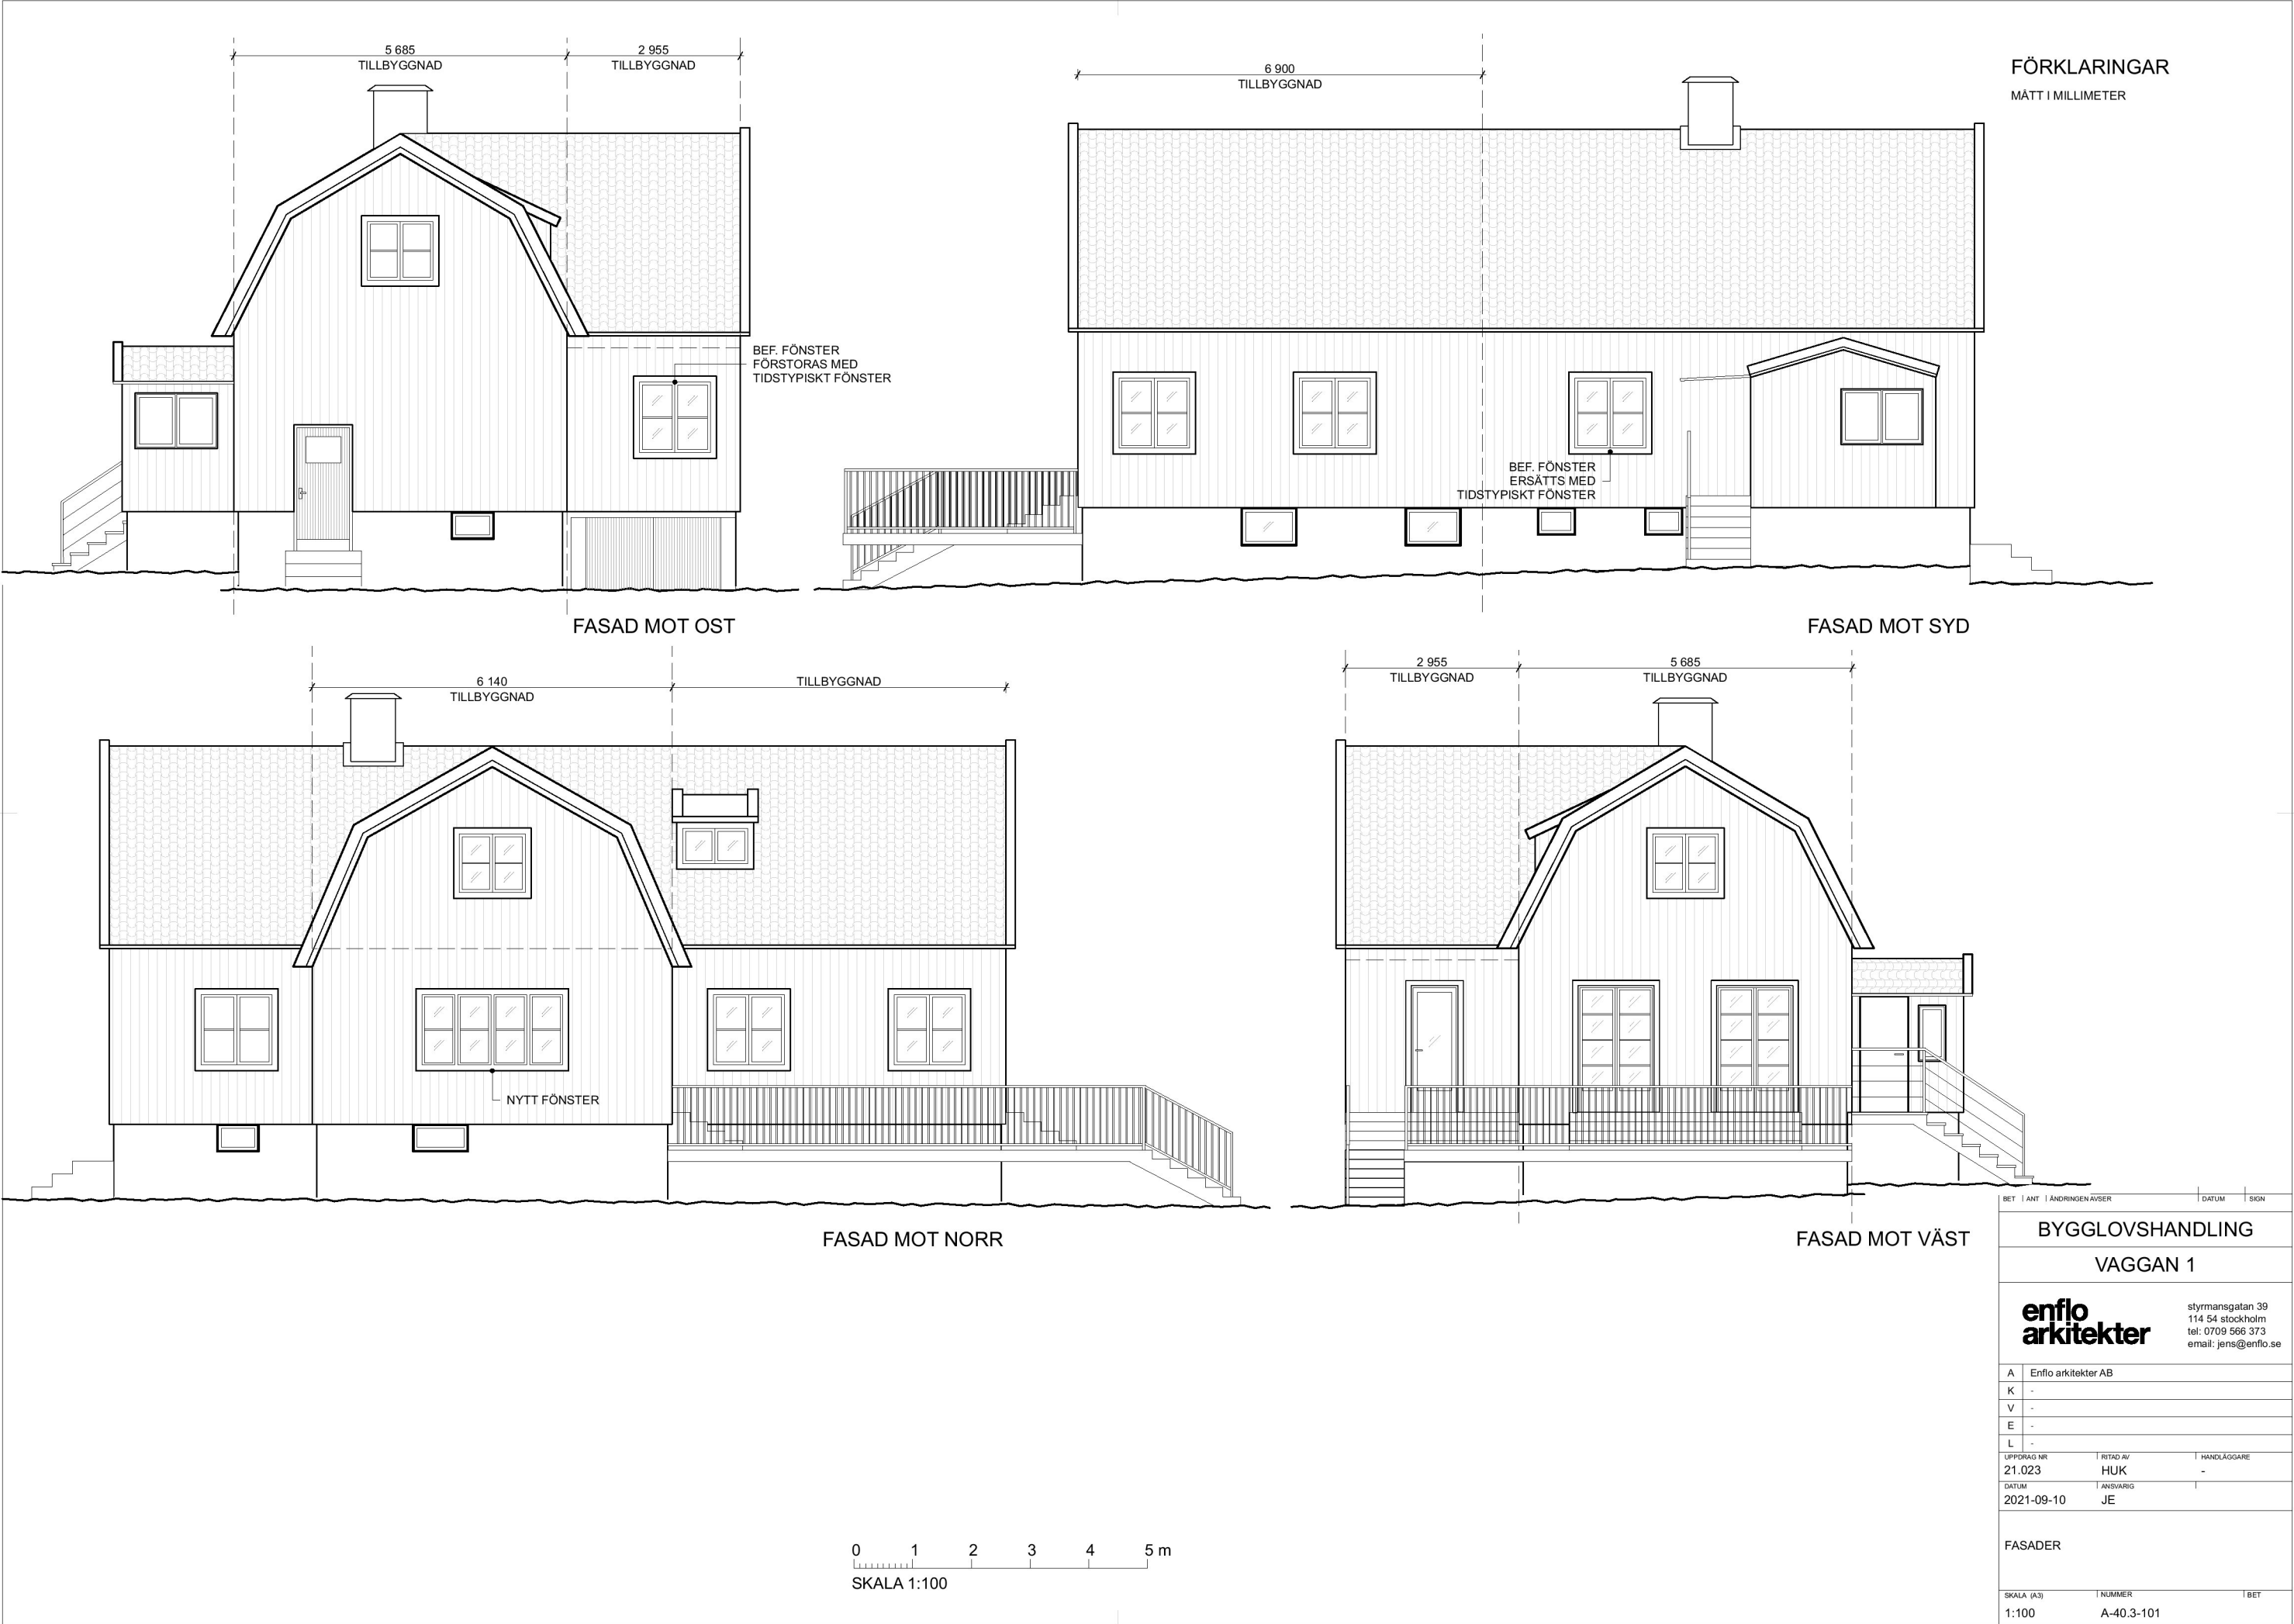 5 685
TILLBYGGNAD
2 955
TILLBYGGNAD
BEF. FÖNSTER
FÖRSTORAS MED
TIDSTYPISKT FÖNSTER
FASAD MOT OST
6 900
TILLBYGGNAD
BEF. FÖNSTER
ERSÄTTS MED
TIDSTYPISKT FÖNSTER
FASAD MOT SYD
FÖRKLARINGAR
MÅTT I MILLIMETER
6 140
TILLBYGGNAD
TILLBYGGNAD
NYTT FÖNSTER
FASAD MOT NORR
2 955
TILLBYGGNAD
5 685
TILLBYGGNAD
FASAD MOT VÄST
0 1 2 3 4 5 m
SKALA 1:100
BET ANT ÄNDRINGEN AVSER DATUM SIGN
BYGGLOVSHANDLING
VAGGAN 1
enflo
arkitekter
styrmansgatan 39
114 54 stockholm
tel: 0709 566 373
email: jens@enflo.se
A Enflo arkitekter AB
K -
V -
E -
L -
UPPDRAG NR RITAD AV HANDLÄGGARE
21.023 HUK -
DATUM ANSVARIG
2021-09-10 JE
FASADER
SKALA (A3) NUMMER BET
1:100 A-40.3-101